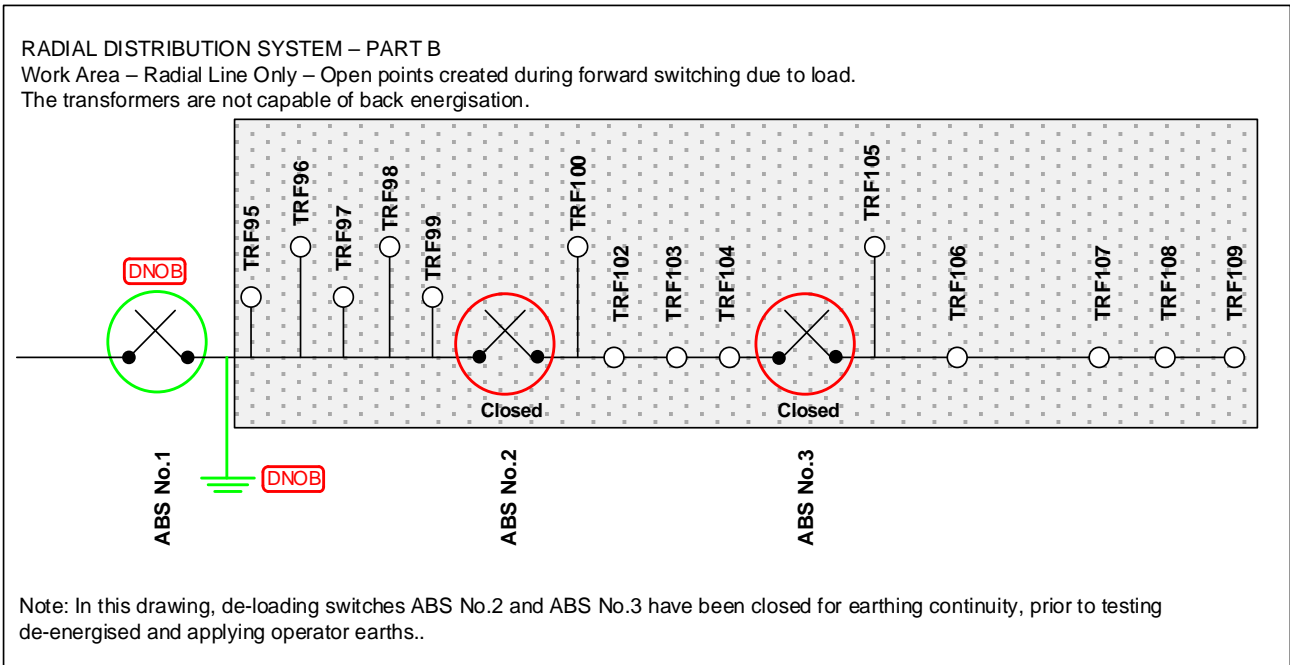 RADIAL DISTRIBUTION SYSTEM – PART B
Work Area – Radial Line Only – Open points created during forward switching due to load.
The transformers are not capable of back energisation.
DNOB
TRF95
TRF96
TRF97
TRF98
TRF99
TRF100
TRF102
TRF103
TRF104
TRF105
TRF106
TRF107
TRF108
TRF109
Closed
Closed
DNOB
ABS No.1
ABS No.2
ABS No.3
Note: In this drawing, de-loading switches ABS No.2 and ABS No.3 have been closed for earthing continuity, prior to testing
de-energised and applying operator earths..